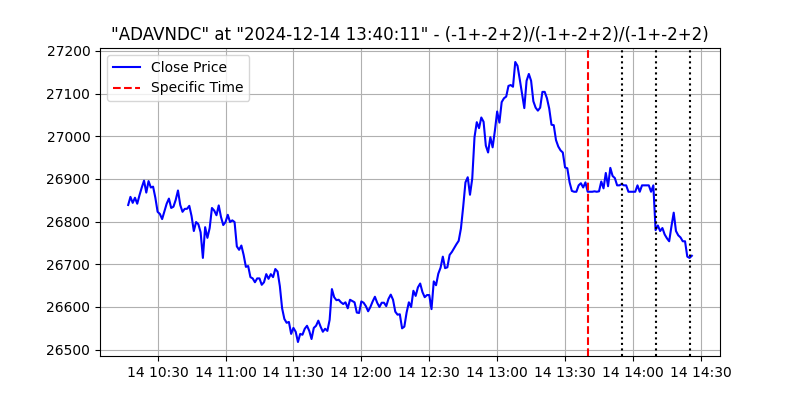 "ADAVNDC" at "2024-12-14 13:40:11" - (-1+-2+2)/(-1+-2+2)/(-1+-2+2)
27200
27100
27000
26900
26800
26700
26600
26500
Close Price
Specific Time
14 10:30 14 11:00 14 11:30 14 12:00 14 12:30 14 13:00 14 13:30 14 14:00 14 14:30